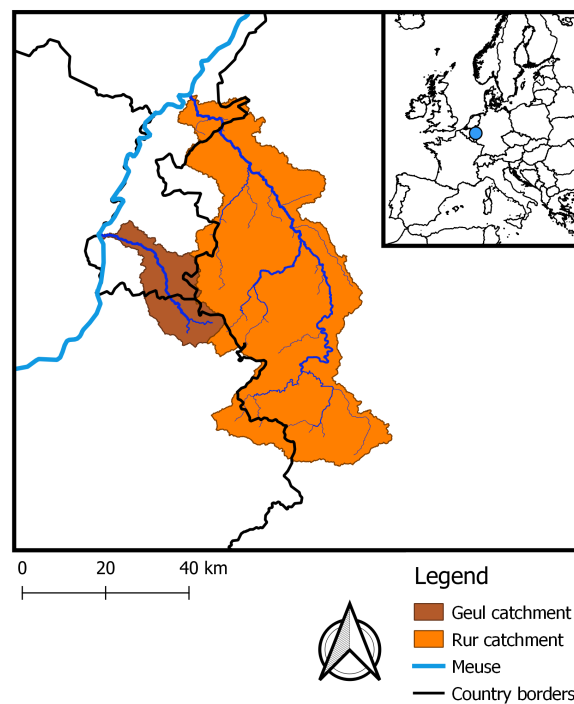 0 20 40 km
Legend
Geul catchment
Rur catchment
Meuse
Country borders